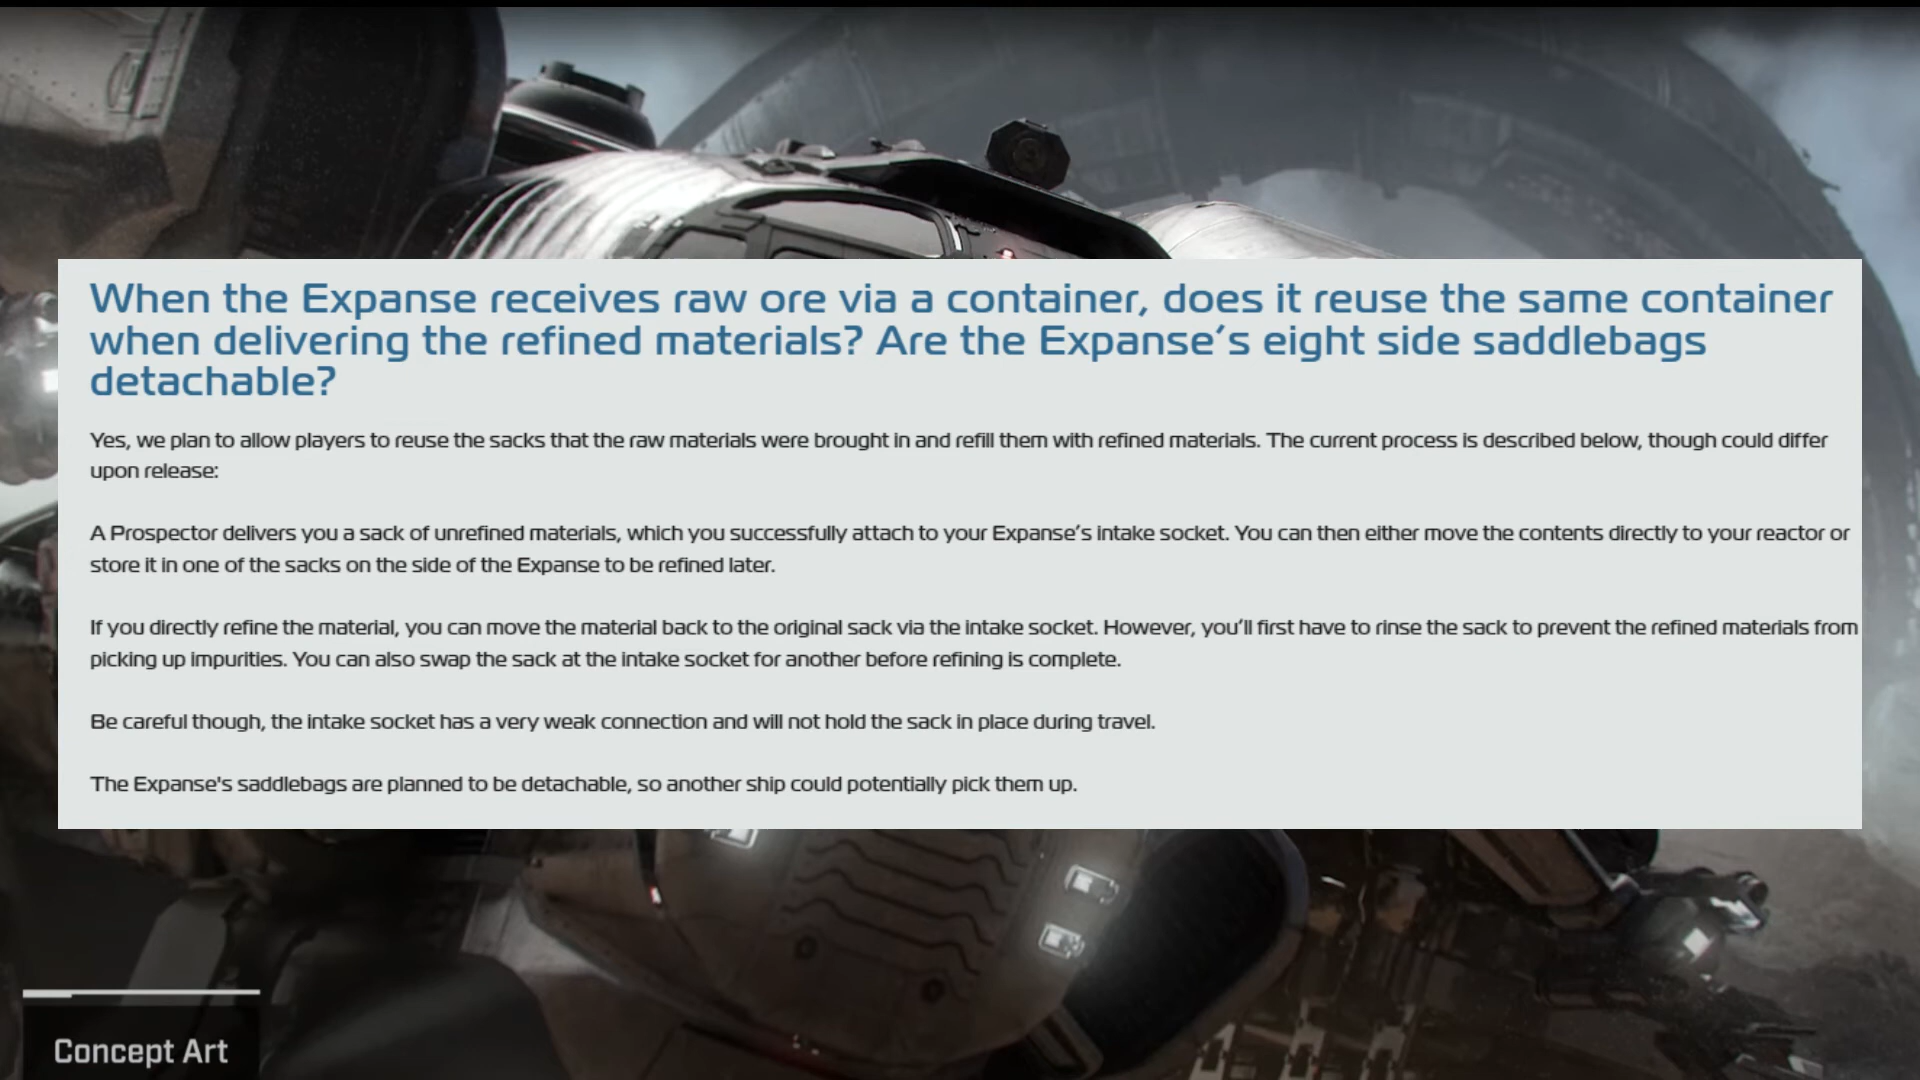 When the Expanse receives raw ore via a container, does it reuse the same container
when delivering the refined materials? Are the Expanse’s eight side saddlebags
detachable?
Yes, we plan to allow players to reuse the sacks that the raw materials were brought in and refill them with refined materials. The current process is described below, though could differ
upon release:
A Prospector delivers you a sack of unrefined materials, which you successfully attach to your Expanse’s intake socket. You can then either move the contents directly to your reactor or
store it in one of the sacks on the side of the Expanse to be refined later.
If you directly refine the material, you can move the material back to the original sack via the intake socket. However, you’ll first have to rinse the sack to prevent the refined materials from
picking up impurities. You can also swap the sack at the intake socket for another before refining is complete.
Be careful though, the intake socket has a very weak connection and will not hold the sack in place during travel.
The Expanse's saddlebags are planned to be detachable, so another ship could potentially pick them up.
Concept Art